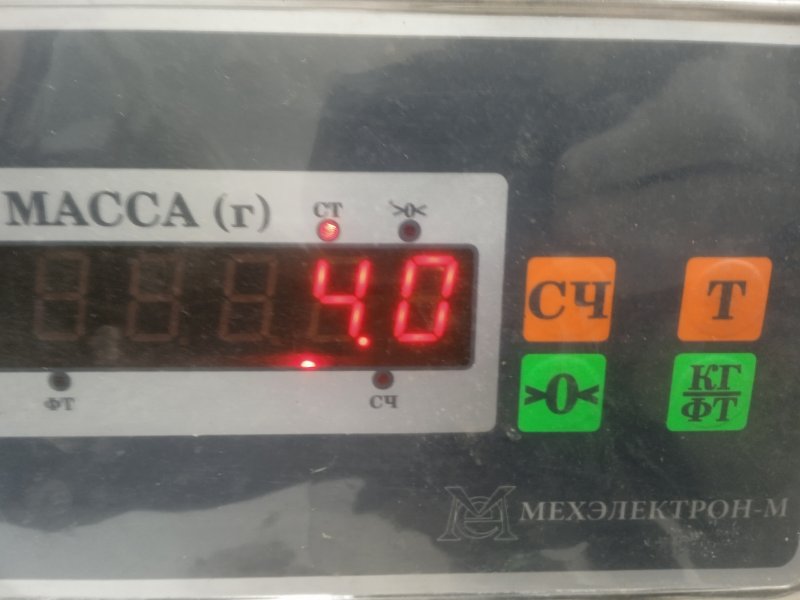 МАССА (г)
СТ >0<
4.0
ФТ СЧ
СЧ Т
>0< КГ
ФТ
МЕХЭЛЕКТРОН-М